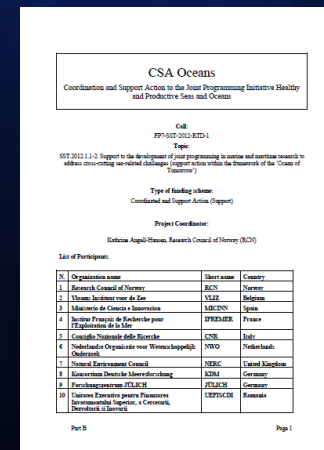 CSA Oceans
Coordination and Support Action to the Joint Programming Initiative Healthy
and Productive Seas and Oceans
Call:
FP7-SST-2012-RTD-1
Topic:
SST.2012.1.1-2. Support to the development of joint programming in marine and maritime research to
address cross-cutting sea-related challenges (support action within the framework of the 'Ocean of
Tomorrow')
Type of funding scheme:
Coordinated and Support Action (Support)
Project Coordinator:
Kathrine Angell-Hansen, Research Council of Norway (RCN)
List of Participants
N. Organization name Short name Country
1 Research Council of Norway RCN Norway
2 Vlaams Instituut voor de Zee VLIZ Belgium
3 Ministerio de Ciencia e Innovacion MICINN Spain
4 Institut Français de Recherche pour IFREMER France
l'Exploitation de la Mer
5 Consiglio Nazionale delle Ricerche CNR Italy
6 Nederlandse Organisatie voor Wetenschappelijk NWO Netherlands
Onderzoek
7 Natural Environment Council NERC United Kingdom
8 Konsortium Deutsche Meeresforschung KDM Germany
9 Forschungszentrum JÜLICH JÜLICH Germany
10 Unitatea Executiva pentru Finantarea UEFISCDI Romania
Invatamantului Superior, a Cercetarii,
Dezvoltarii si Inovarii
Part B Page 1